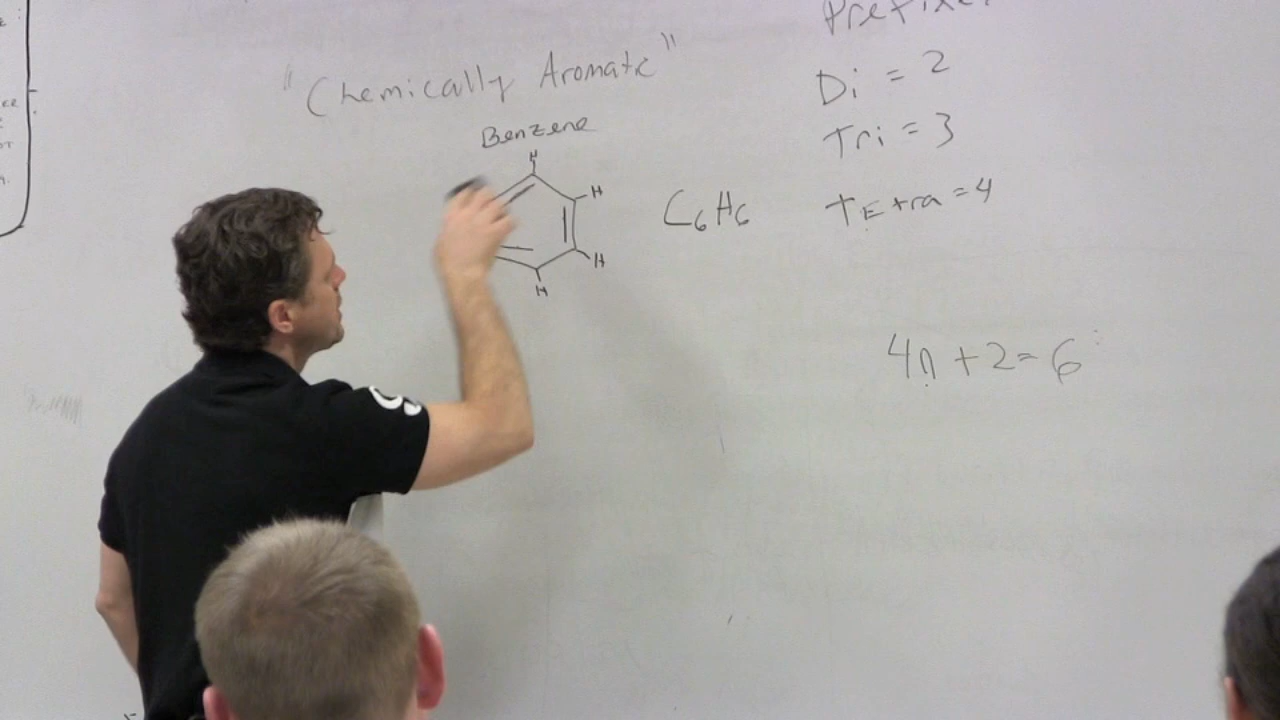 "Chemically Aromatic"
Benzene
H
H
H
H
C6H6
Prefixes
Di = 2
Tri = 3
TEtra = 4
4n + 2 = 6